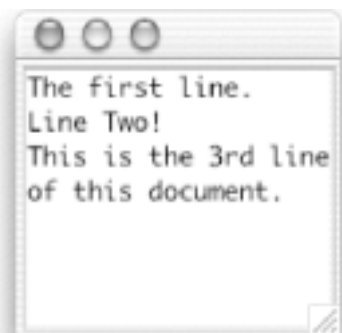 The first line.
Line Two!
This is the 3rd line
of this document.